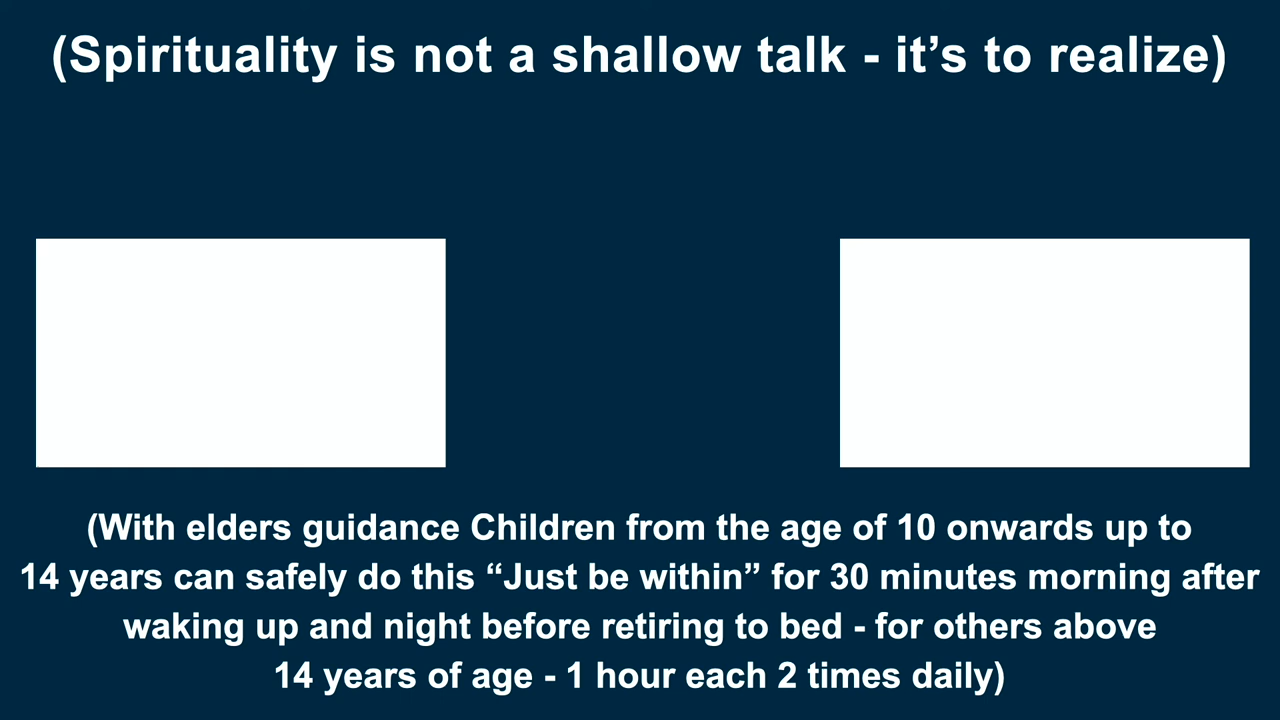 (Spirituality is not a shallow talk - it’s to realize)
(With elders guidance Children from the age of 10 onwards up to
14 years can safely do this “Just be within” for 30 minutes morning after
waking up and night before retiring to bed - for others above
14 years of age - 1 hour each 2 times daily)